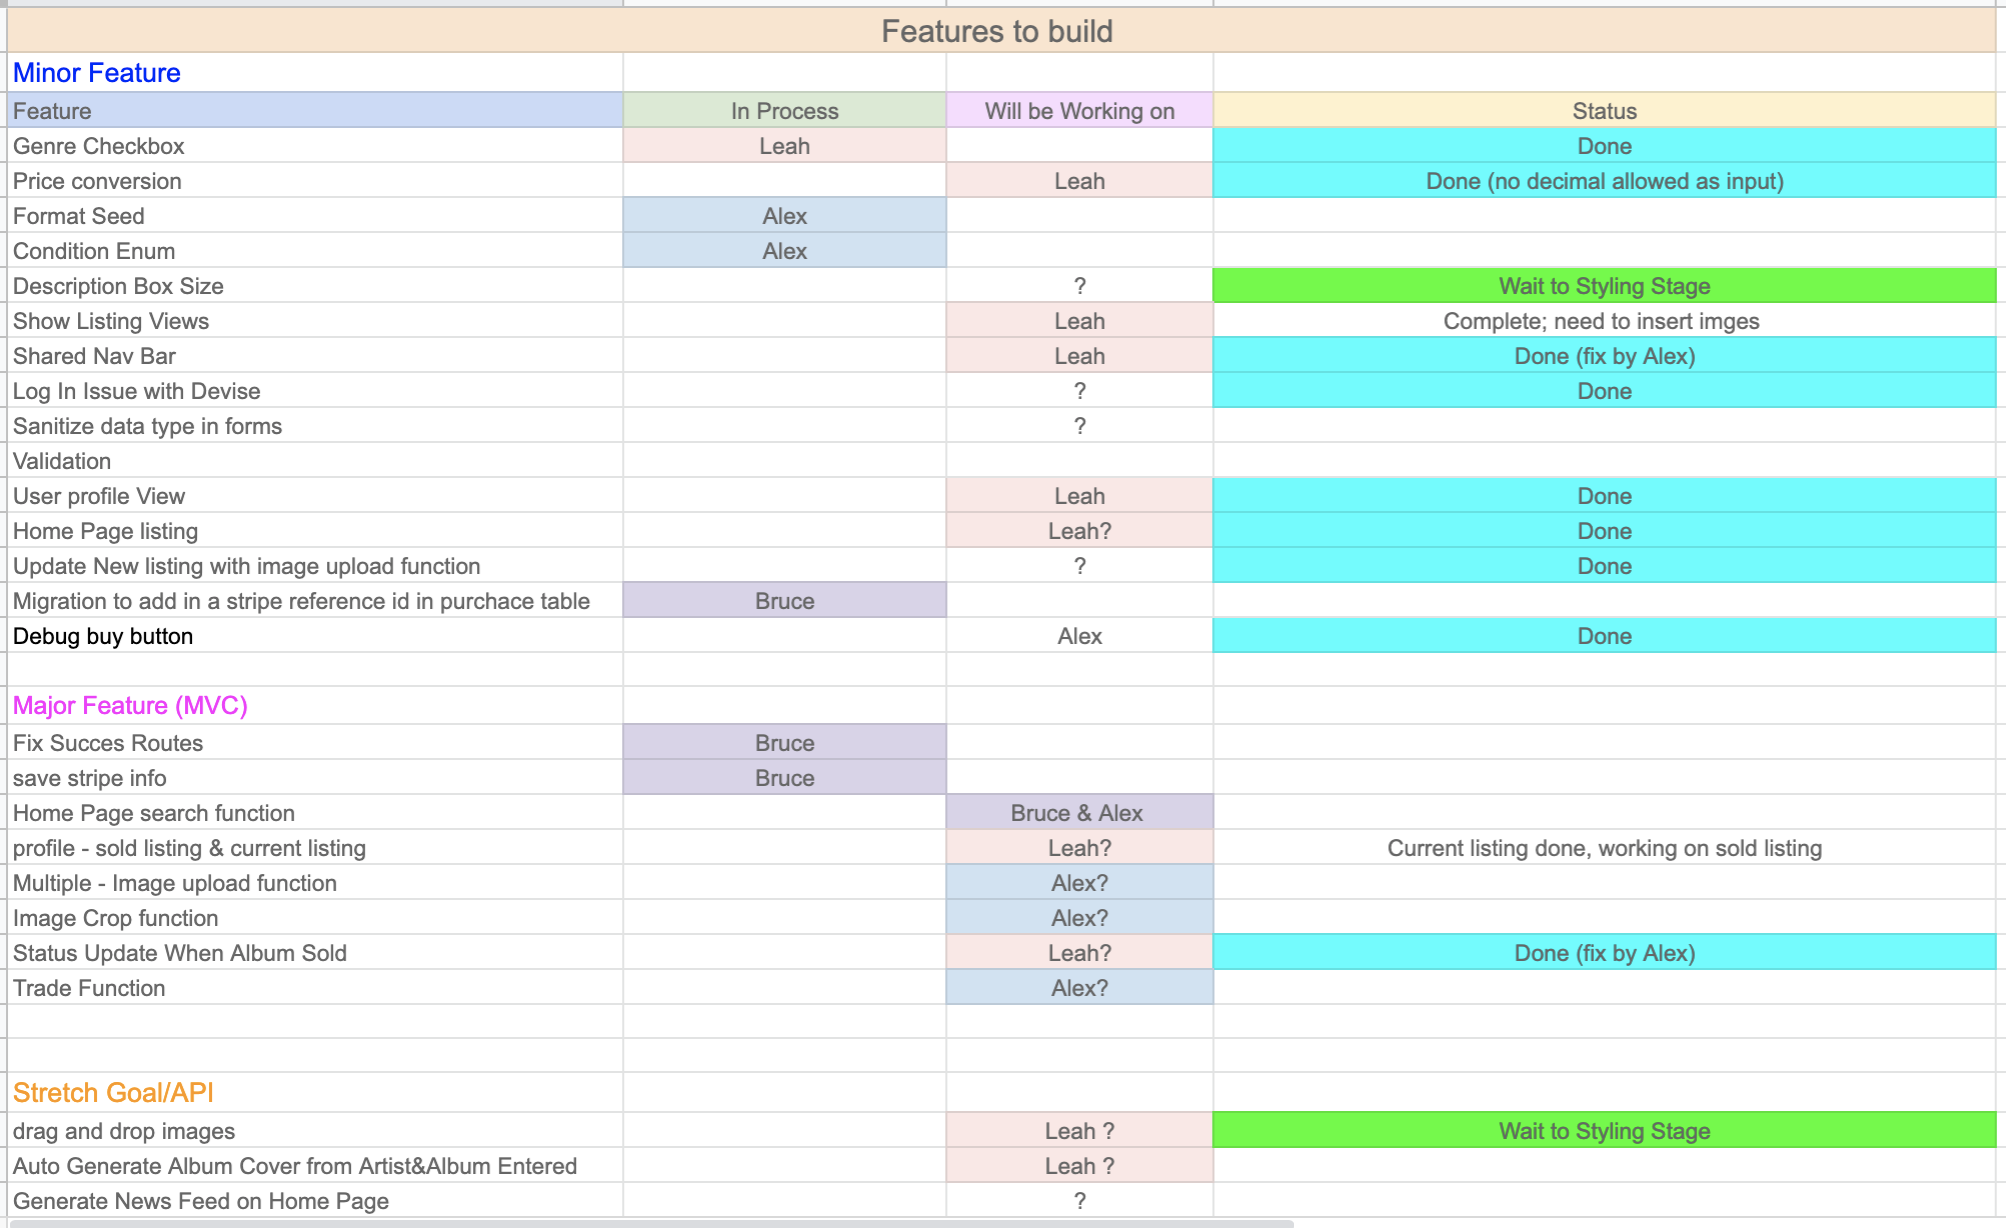 Features to build
Minor Feature
Feature In Process Will be Working on Status
Genre Checkbox Leah Done
Price conversion Leah Done (no decimal allowed as input)
Format Seed Alex
Condition Enum Alex
Description Box Size ? Wait to Styling Stage
Show Listing Views Leah Complete; need to insert imges
Shared Nav Bar Leah Done (fix by Alex)
Log In Issue with Devise ? Done
Sanitize data type in forms ?
Validation
User profile View Leah Done
Home Page listing Leah? Done
Update New listing with image upload function ? Done
Migration to add in a stripe reference id in purchace table Bruce
Debug buy button Alex Done
Major Feature (MVC)
Fix Succes Routes Bruce
save stripe info Bruce
Home Page search function Bruce & Alex
profile - sold listing & current listing Leah? Current listing done, working on sold listing
Multiple - Image upload function Alex?
Image Crop function Alex?
Status Update When Album Sold Leah? Done (fix by Alex)
Trade Function Alex?
Stretch Goal/API
drag and drop images Leah ? Wait to Styling Stage
Auto Generate Album Cover from Artist&Album Entered Leah ?
Generate News Feed on Home Page ?